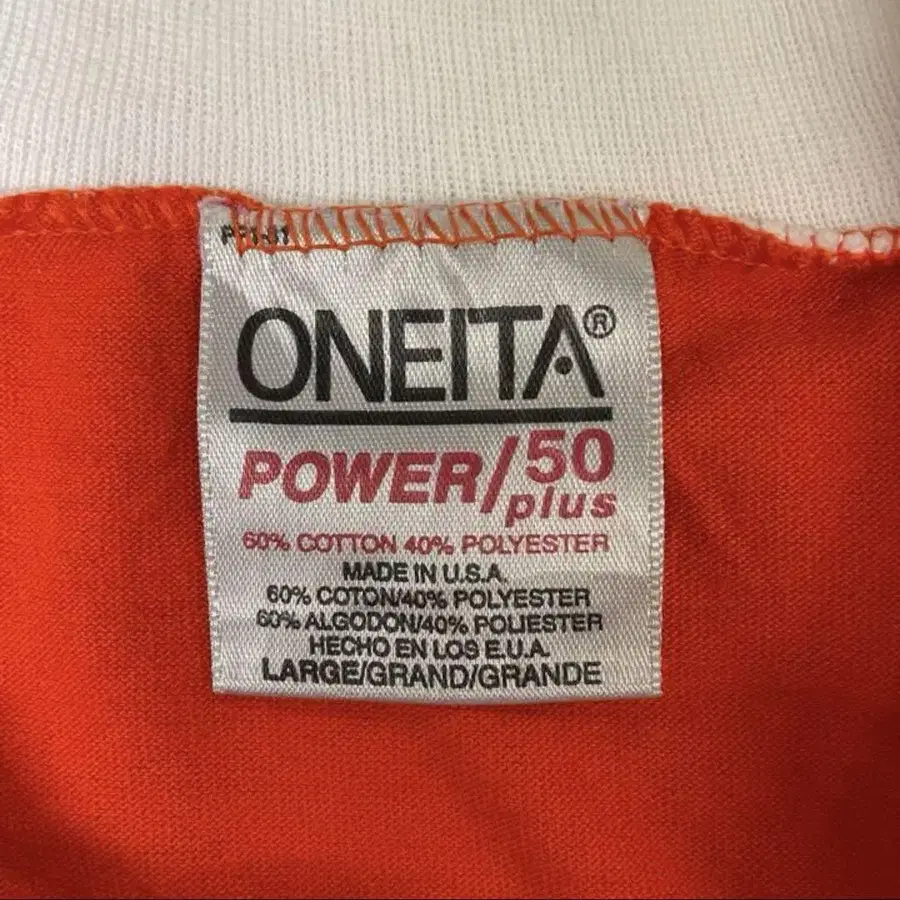 ONEITA®
POWER/50
plus
60% COTTON 40% POLYESTER
MADE IN U.S.A.
60% COTON/40% POLYESTER
60% ALGODON/40% POLIESTER
HECHO EN LOS E.U.A.
LARGE/GRAND/GRANDE